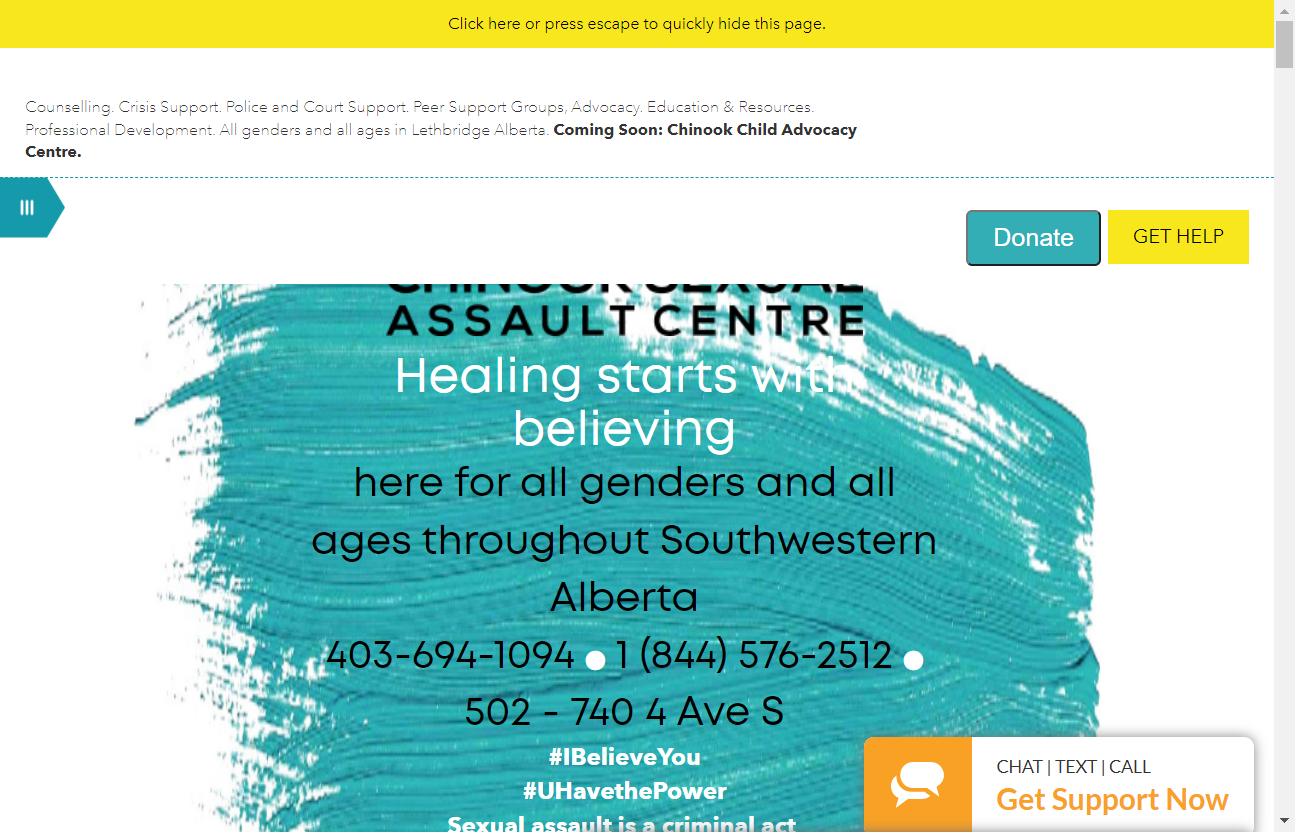 Click here or press escape to quickly hide this page.
Counselling. Crisis Support. Police and Court Support. Peer Support Groups, Advocacy. Education & Resources.
Professional Development. All genders and all ages in Lethbridge Alberta. Coming Soon: Chinook Child Advocacy
Centre.
Donate
GET HELP
CHINOOK SEXUAL
ASSAULT CENTRE
Healing starts with
believing
here for all genders and all
ages throughout Southwestern
Alberta
403-694-1094 ● 1 (844) 576-2512 ●
502 - 740 4 Ave S
#IBelieveYou
#UHavethePower
Sexual assault is a criminal act
CHAT | TEXT | CALL
Get Support Now